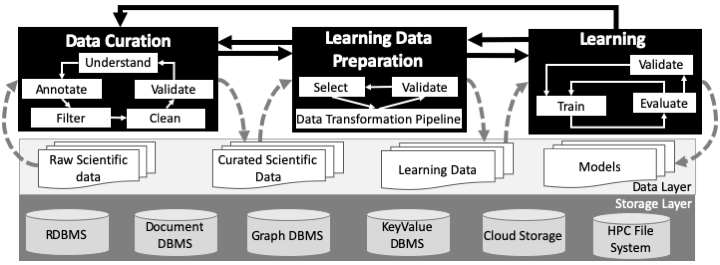 Data Curation
Understand
Annotate
Validate
Filter
Clean
Learning Data
Preparation
Select
Validate
Data Transformation Pipeline
Learning
Validate
Train
Evaluate
Raw Scientific
data
Curated Scientific
Data
Learning Data
Models
Data Layer
Storage Layer
RDBMS
Document
DBMS
Graph DBMS
KeyValue
DBMS
Cloud Storage
HPC File
System